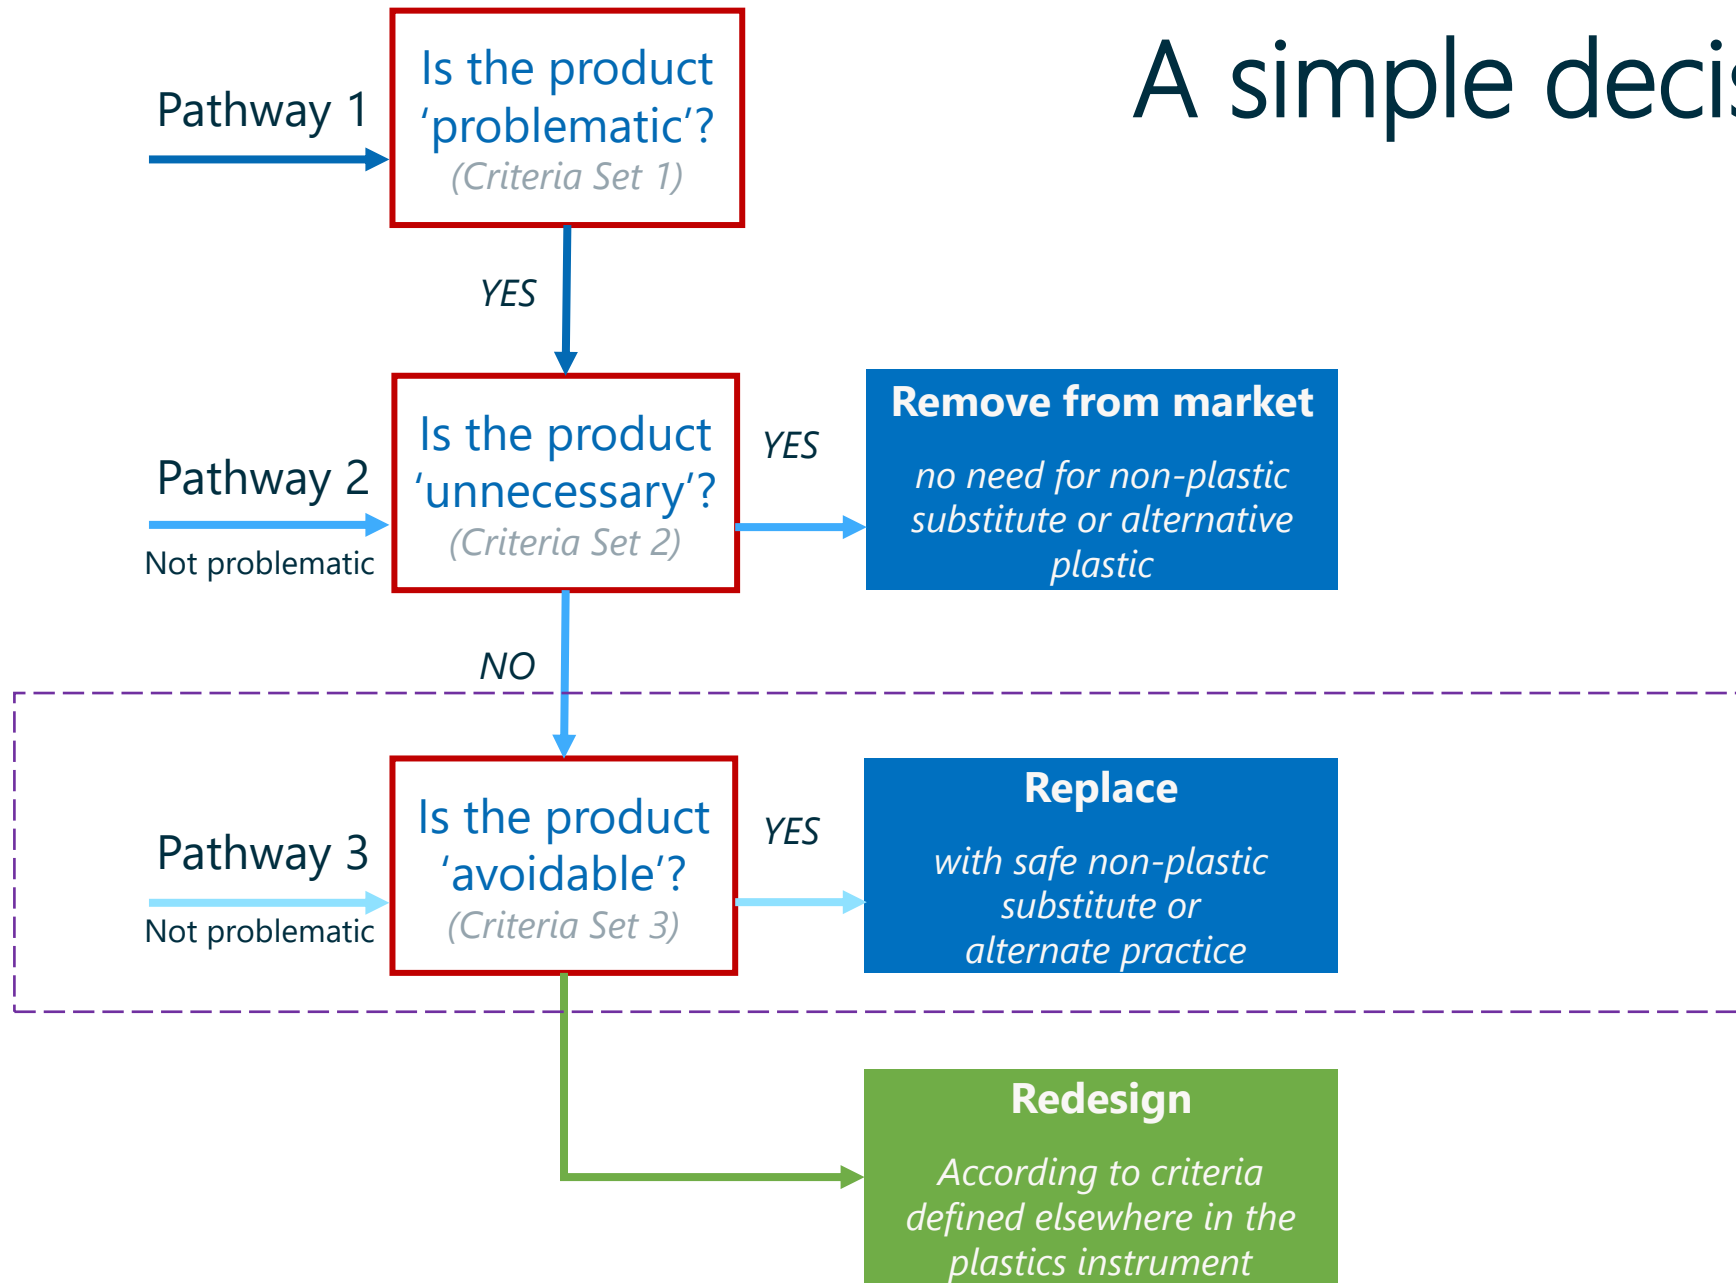 A simple decis
Pathway 1
Is the product
‘problematic’?
(Criteria Set 1)
YES
Pathway 2
Not problematic
Is the product
‘unnecessary’?
(Criteria Set 2)
YES
Remove from market
no need for non-plastic
substitute or alternative
plastic
NO
Pathway 3
Not problematic
Is the product
‘avoidable’?
(Criteria Set 3)
YES
Replace
with safe non-plastic
substitute or
alternate practice
Redesign
According to criteria
defined elsewhere in the
plastics instrument